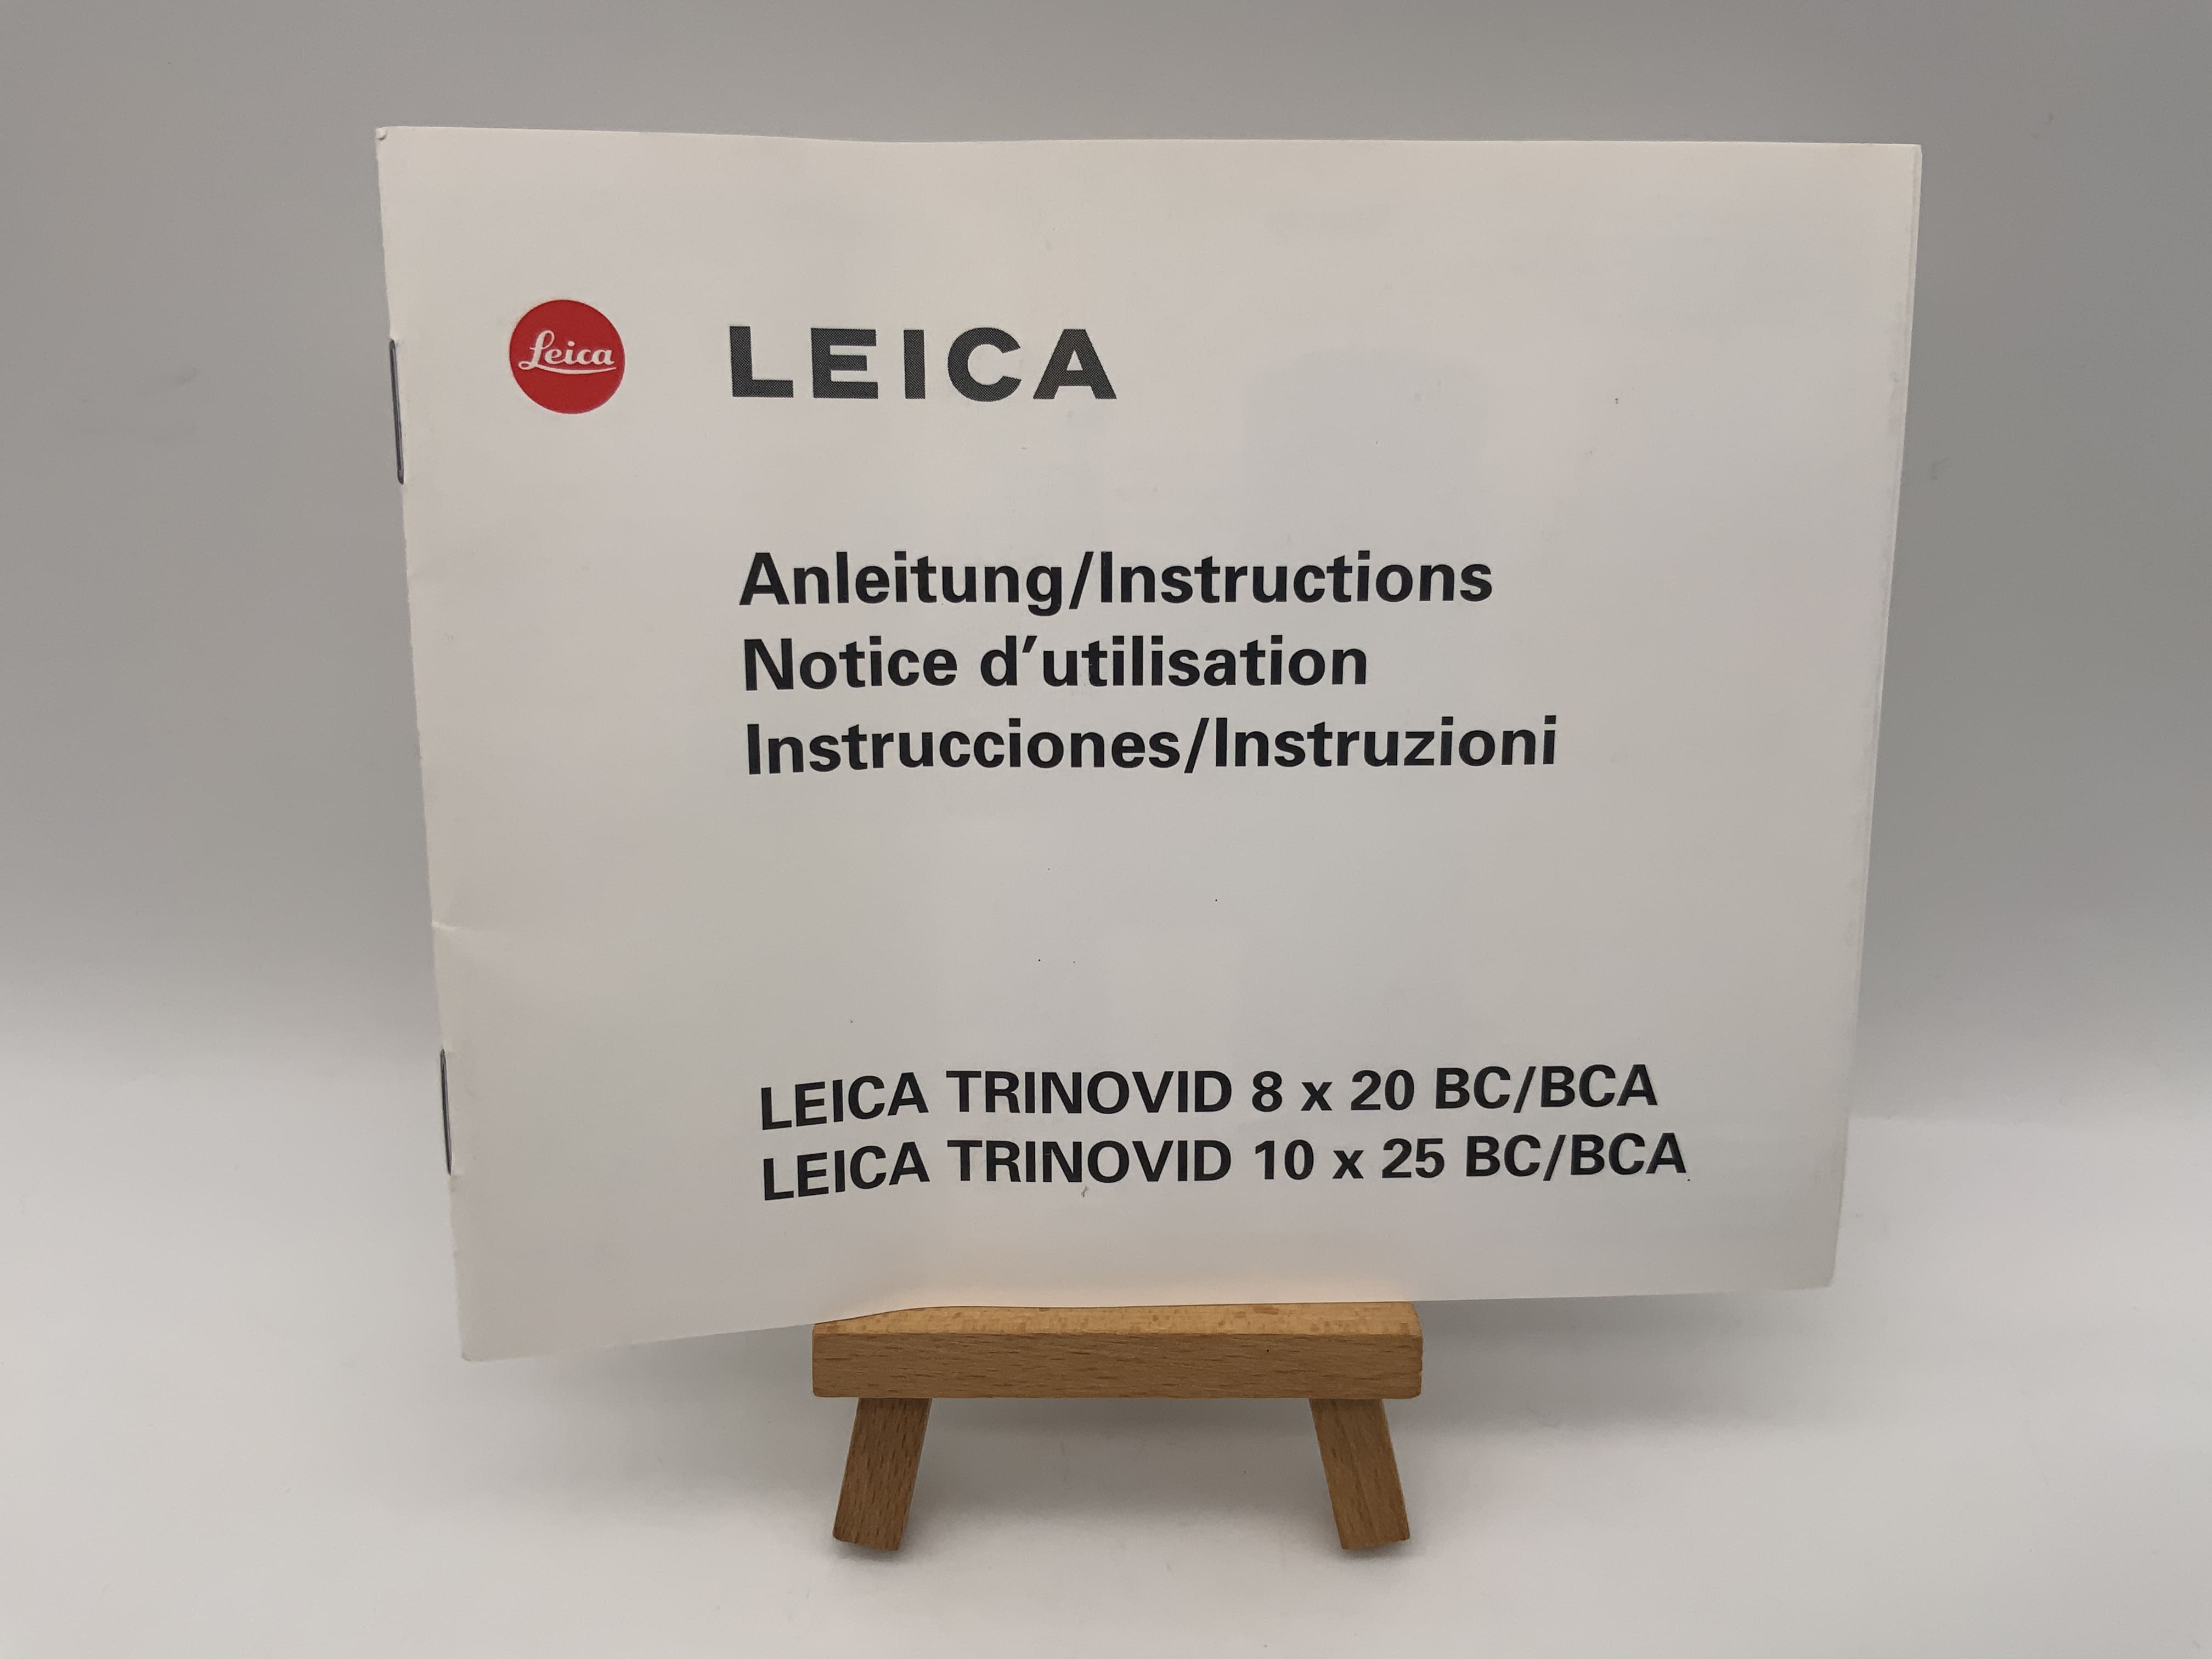 Leica
LEICA
Anleitung/Instructions
Notice d'utilisation
Instrucciones/Instruzioni
LEICA TRINOVID 8 x 20 BC/BCA
LEICA TRINOVID 10 x 25 BC/BCA